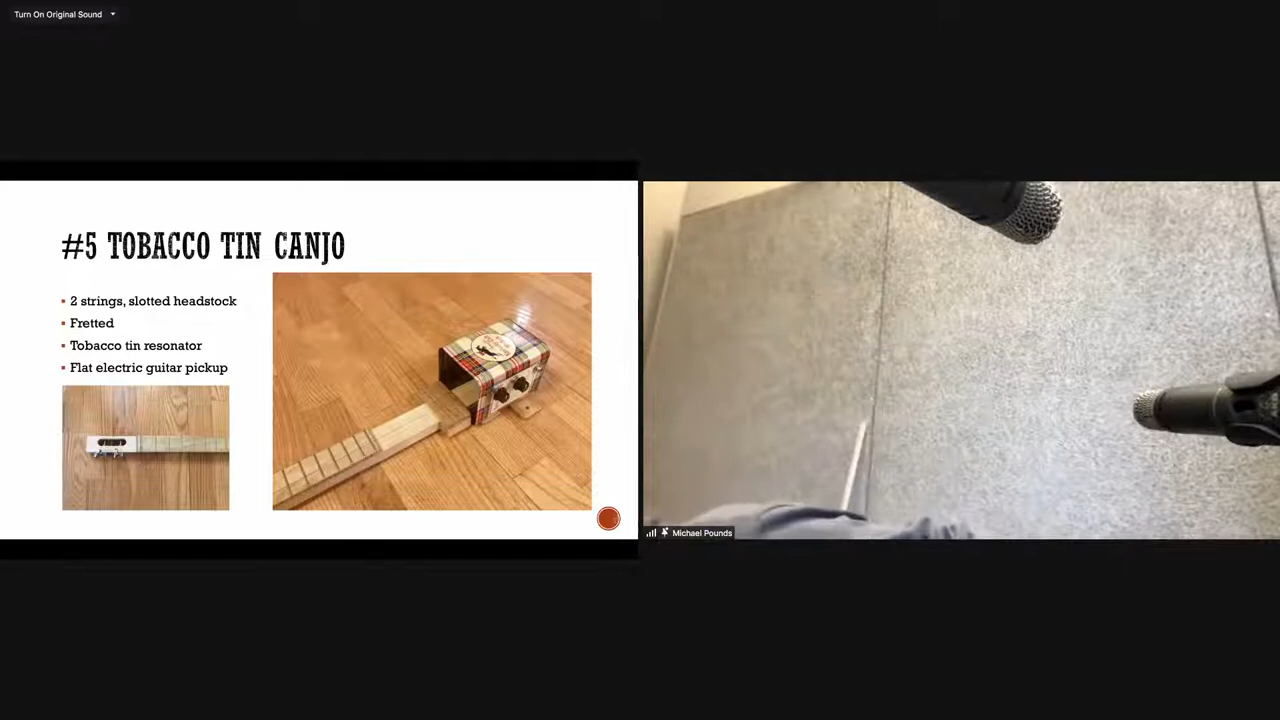 Turn On Original Sound
#5 TOBACCO TIN CANJO
2 strings, slotted headstock
Fretted
Tobacco tin resonator
Flat electric guitar pickup
Michael Pounds